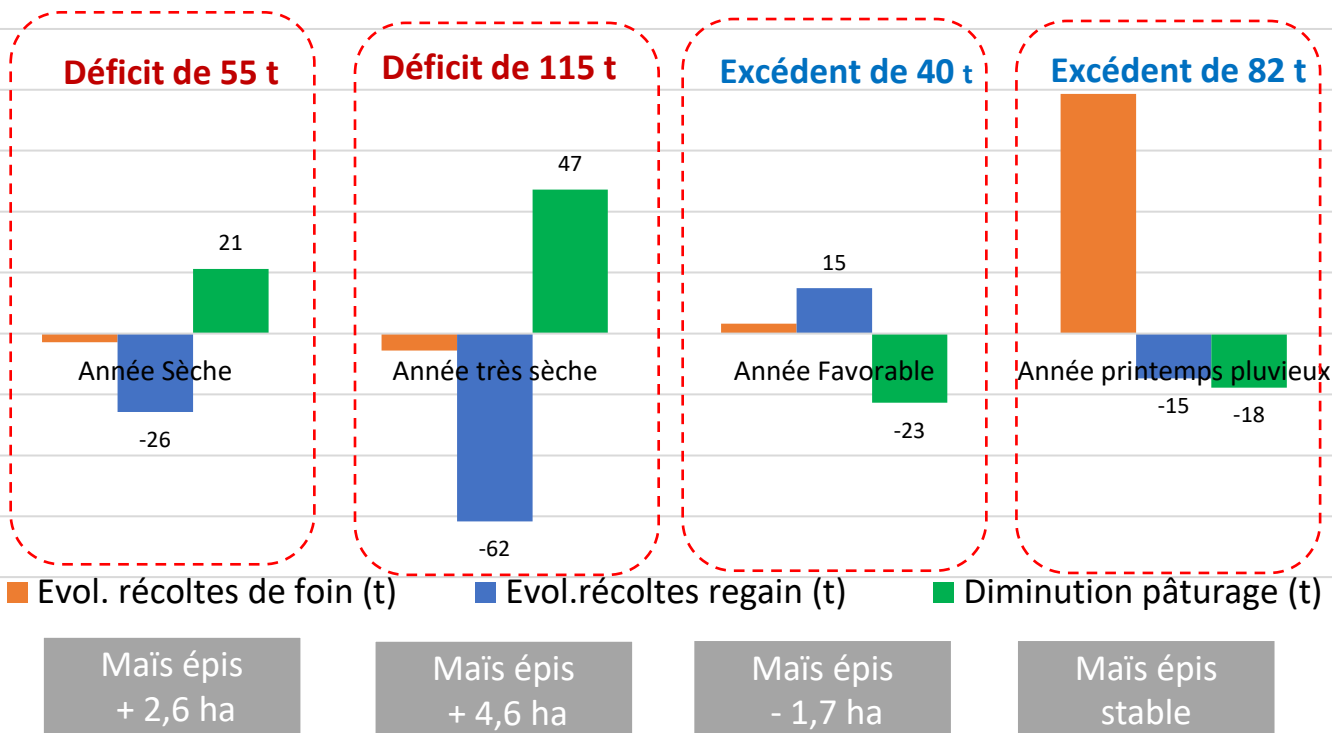 Déficit de 55 t
Déficit de 115 t
Excédent de 40 t
Excédent de 82 t
47
21
15
Année Sèche
Année très sèche
Année Favorable
Année printemps pluvieux
-15
-18
-26
-23
-62
Evol. récoltes de foin (t)
Evol.récoltes regain (t)
Diminution pâturage (t)
Maïs épis
+ 2,6 ha
Maïs épis
+ 4,6 ha
Maïs épis
- 1,7 ha
Maïs épis
stable